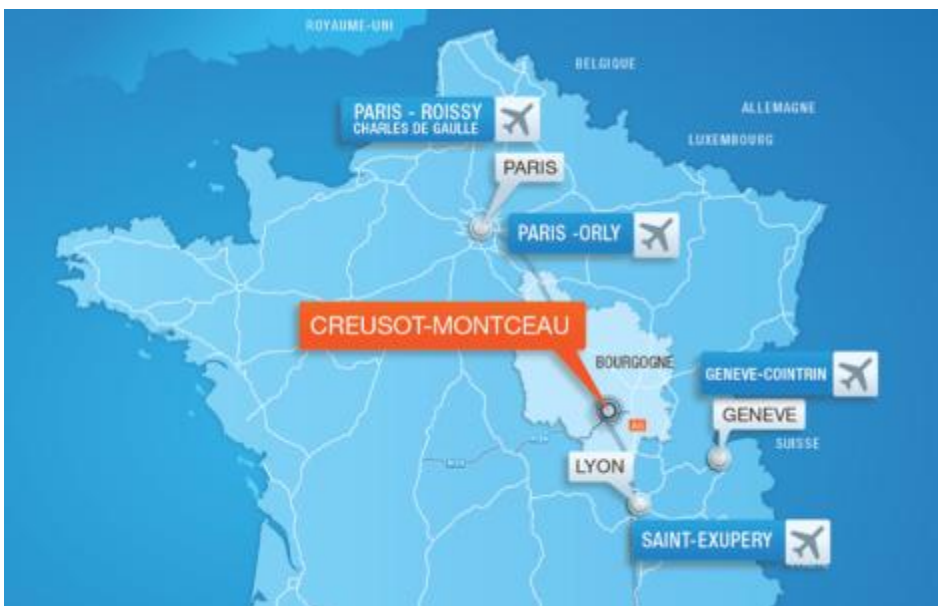 ROYAUME-UNI
BELGIQUE
ALLEMAGNE
LUXEMBOURG
PARIS - ROISSY
CHARLES DE GAULLE
PARIS
PARIS -ORLY
CREUSOT-MONTCEAU
BOURGOGNE
GENEVE-COINTRIN
GENEVE
SUISSE
A6
LYON
SAINT-EXUPERY